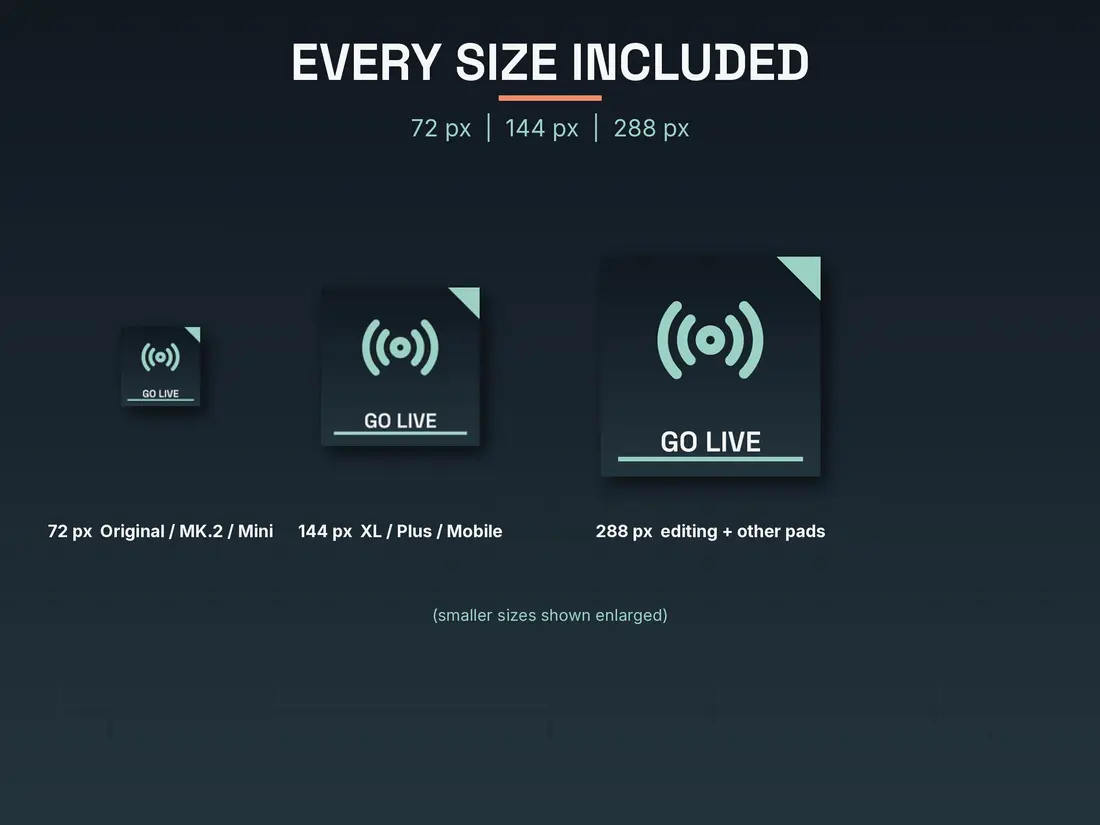 EVERY SIZE INCLUDED
72 px | 144 px | 288 px
GO LIVE
GO LIVE
GO LIVE
72 px  Original / MK.2 / Mini
144 px  XL / Plus / Mobile
288 px  editing + other pads
(smaller sizes shown enlarged)